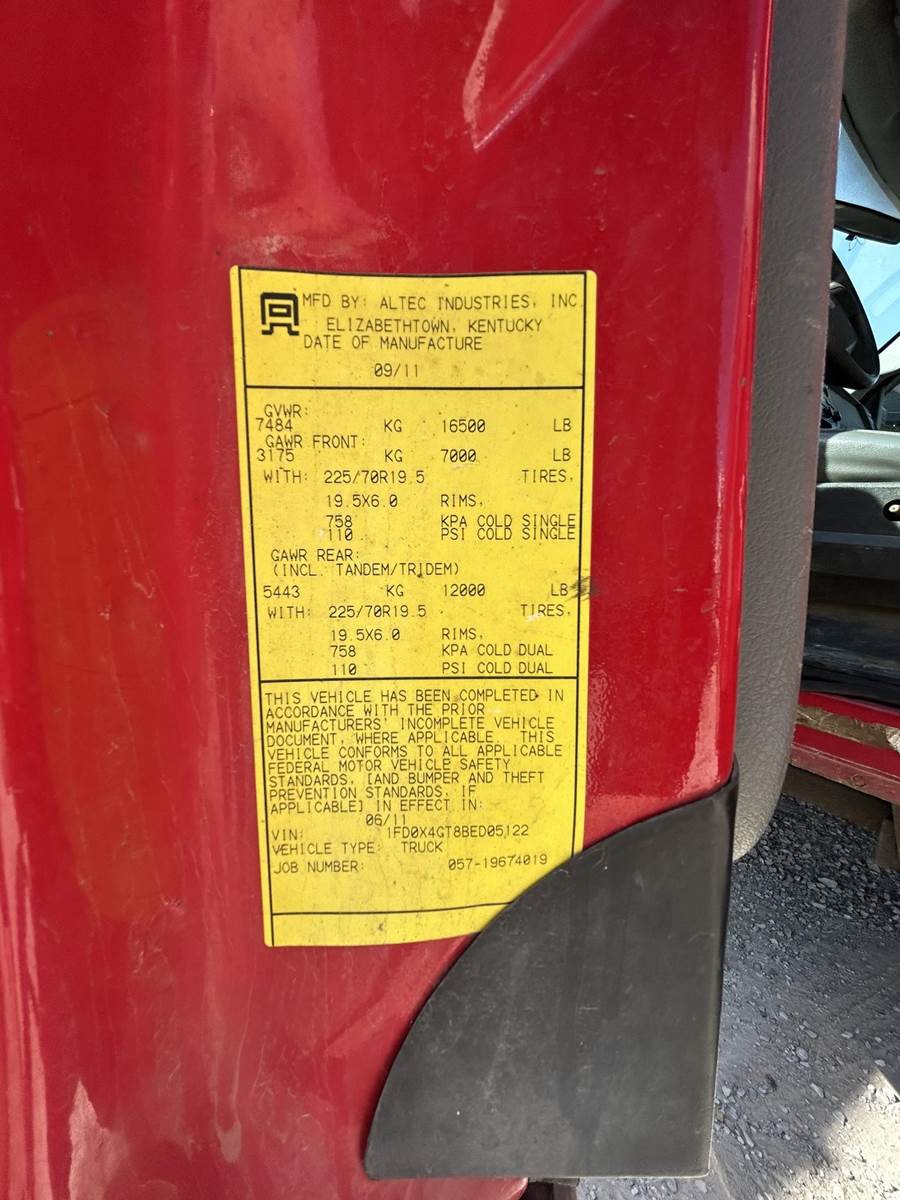 MFD BY: ALTEC INDUSTRIES, INC
ELIZABETHTOWN, KENTUCKY
DATE OF MANUFACTURE
09/11
GVWR:
7484 KG 16500 LB
GAWR FRONT:
3175 KG 7000 LB
WITH: 225/70R19.5 TIRES,
19.5X6.0 RIMS,
758 KPA COLD SINGLE
110 PSI COLD SINGLE
GAWR REAR:
(INCL. TANDEM/TRIDEM)
5443 KG 12000 LB
WITH: 225/70R19.5 TIRES,
19.5X6.0 RIMS,
758 KPA COLD DUAL
110 PSI COLD DUAL
THIS VEHICLE HAS BEEN COMPLETED IN
ACCORDANCE WITH THE PRIOR
MANUFACTURERS' INCOMPLETE VEHICLE
DOCUMENT, WHERE APPLICABLE. THIS
VEHICLE CONFORMS TO ALL APPLICABLE
FEDERAL MOTOR VEHICLE SAFETY
STANDARDS, [AND BUMPER AND THEFT
PREVENTION STANDARDS, IF
APPLICABLE] IN EFFECT IN:
06/11
VIN: 1FD0X4GT8BED05122
VEHICLE TYPE: TRUCK
JOB NUMBER: 057-19674019